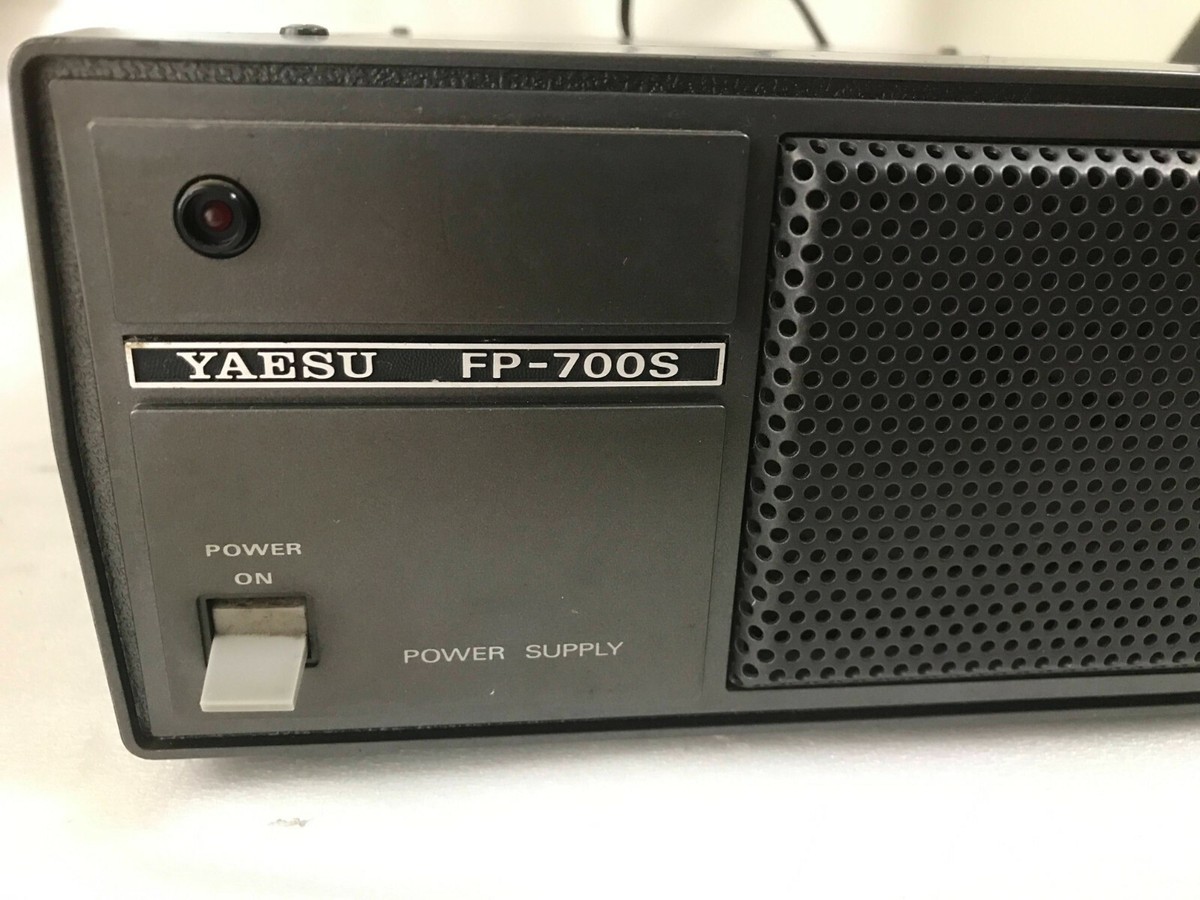 YAESU FP-700S
POWER
ON
POWER SUPPLY